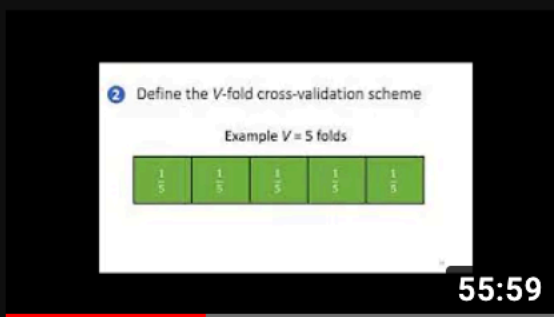 2 Define the V-fold cross-validation scheme
Example V = 5 folds
1/5 1/5 1/5 1/5 1/5
55:59